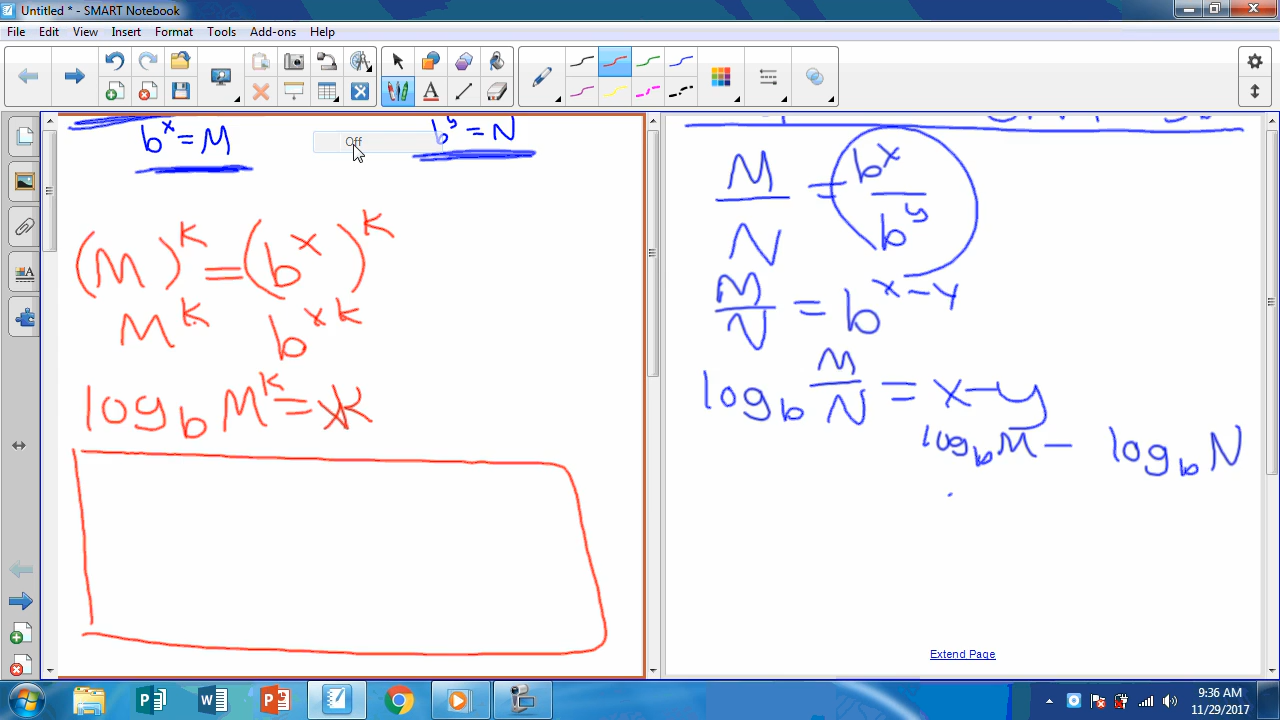 Untitled * - SMART Notebook
File Edit View Insert Format Tools Add-ons Help
b^x = M
Off
b^y = N
(M)^k = (b^x)^k
M^k b^xk
log_b M^k = xk
M/N = b^x/b^y
M/N = b^x-y
log_b M/N = x-y
log_b M - log_b N
Extend Page
9:36 AM
11/29/2017